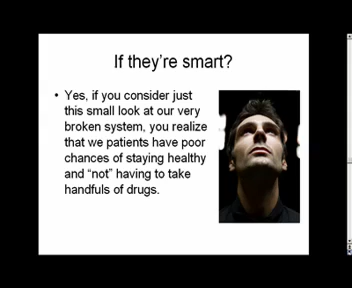 If they're smart?
• Yes, if you consider just
this small look at our very
broken system, you realize
that we patients have poor
chances of staying healthy
and “not” having to take
handfuls of drugs.